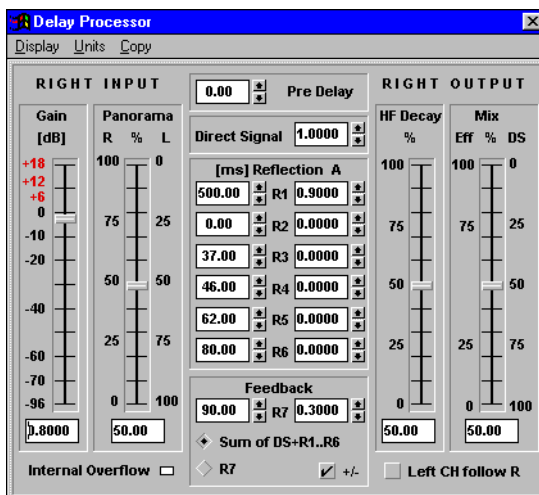 Delay Processor
Display Units Copy
RIGHT INPUT
Gain
[dB]
+18
+12
+6
0
-10
-20
-40
-60
-70
-96
0.8000
Panorama
R % L
100 0
75 25
50 50
25 75
0 100
50.00
Internal Overflow
0.00 Pre Delay
Direct Signal 1.0000
[ms] Reflection A
500.00 R1 0.9000
0.00 R2 0.0000
37.00 R3 0.0000
46.00 R4 0.0000
62.00 R5 0.0000
80.00 R6 0.0000
Feedback
90.00 R7 0.3000
Sum of DS+R1..R6
R7 +/-
RIGHT OUTPUT
HF Decay
%
100
75
50
25
0
50.00
Mix
Eff % DS
100 0
75 25
50 50
25 75
0 100
50.00
Left CH follow R